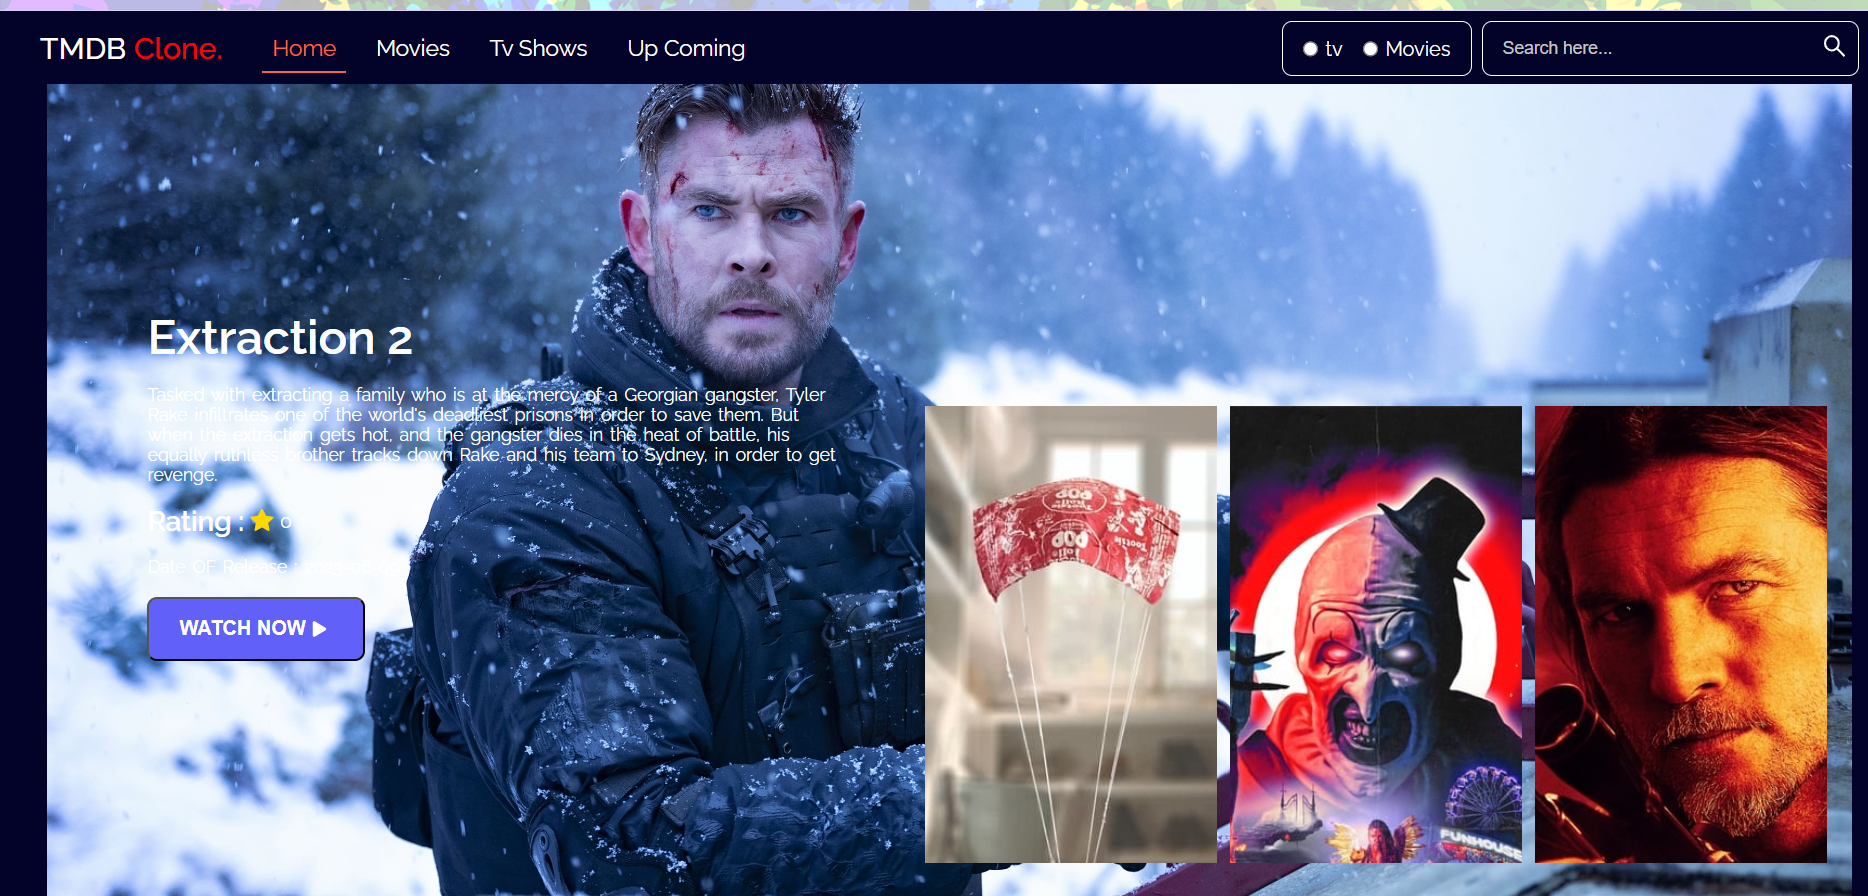 TMDB Clone.
Home
Movies
Tv Shows
Up Coming
tv
Movies
Search here...
Extraction 2
Tasked with extracting a family who is at the mercy of a Georgian gangster, Tyler
Rake infiltrates one of the world's deadliest prisons in order to save them. But
when the extraction gets hot, and the gangster dies in the heat of battle, his
equally ruthless brother tracks down Rake and his team to Sydney, in order to get
revenge.
Rating : 0
Date OF Release :
WATCH NOW
POP
Tootsie
POP
FUNHOUSE